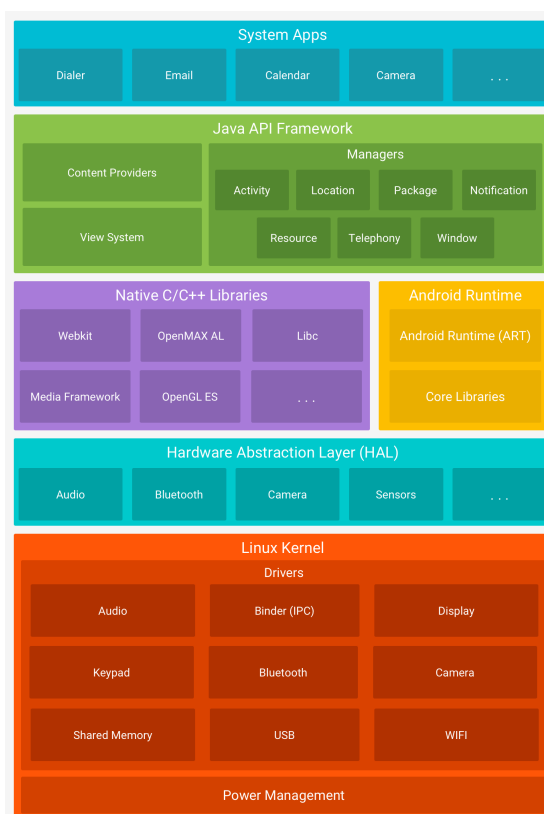 System Apps
Dialer Email Calendar Camera . . .
Java API Framework
Content Providers
View System
Managers
Activity Location Package Notification
Resource Telephony Window
Native C/C++ Libraries
Webkit OpenMAX AL Libc
Media Framework OpenGL ES . . .
Android Runtime
Android Runtime (ART)
Core Libraries
Hardware Abstraction Layer (HAL)
Audio Bluetooth Camera Sensors . . .
Linux Kernel
Drivers
Audio Binder (IPC) Display
Keypad Bluetooth Camera
Shared Memory USB WIFI
Power Management